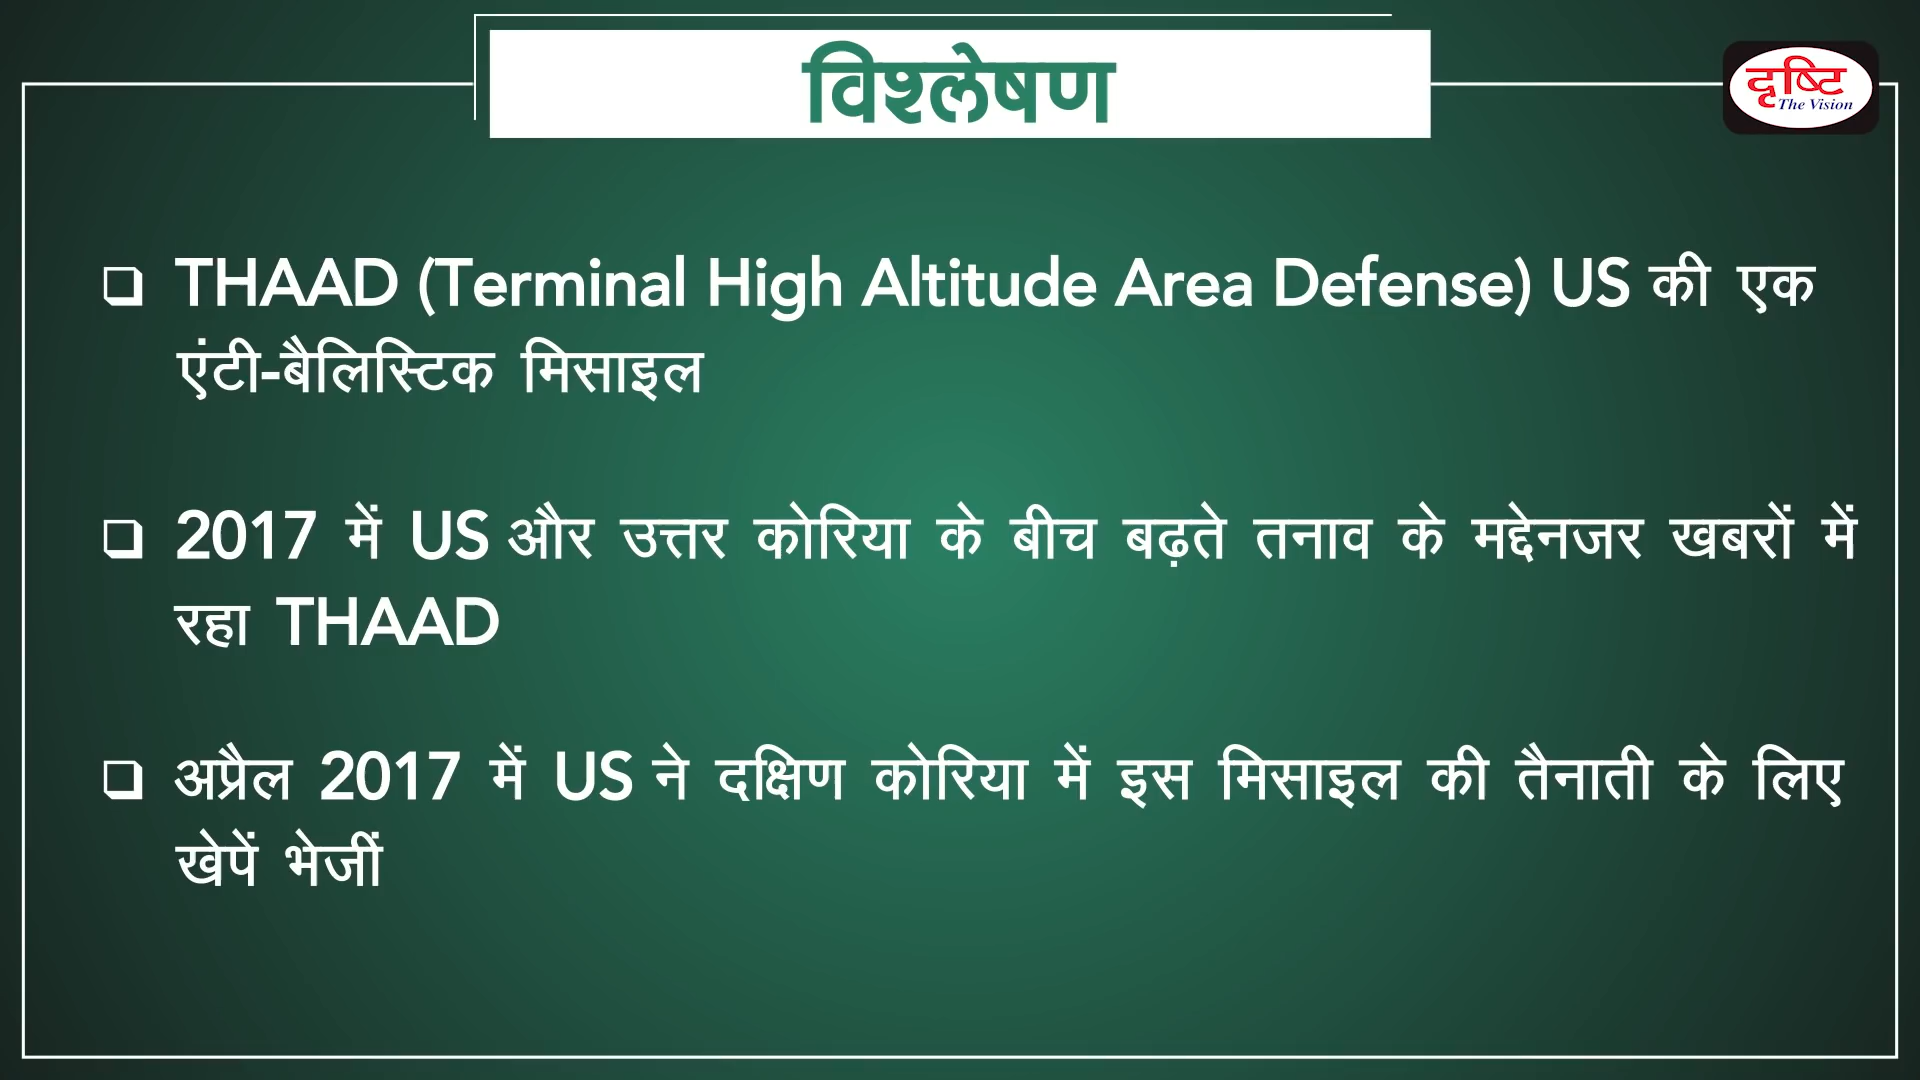 विश्लेषण
दृष्टि
The Vision
❑ THAAD (Terminal High Altitude Area Defense) US की एक
एंटी-बैलिस्टिक मिसाइल
❑ 2017 में US और उत्तर कोरिया के बीच बढ़ते तनाव के मद्देनजर खबरों में
रहा THAAD
❑ अप्रैल 2017 में US ने दक्षिण कोरिया में इस मिसाइल की तैनाती के लिए
खेपें भेजीं